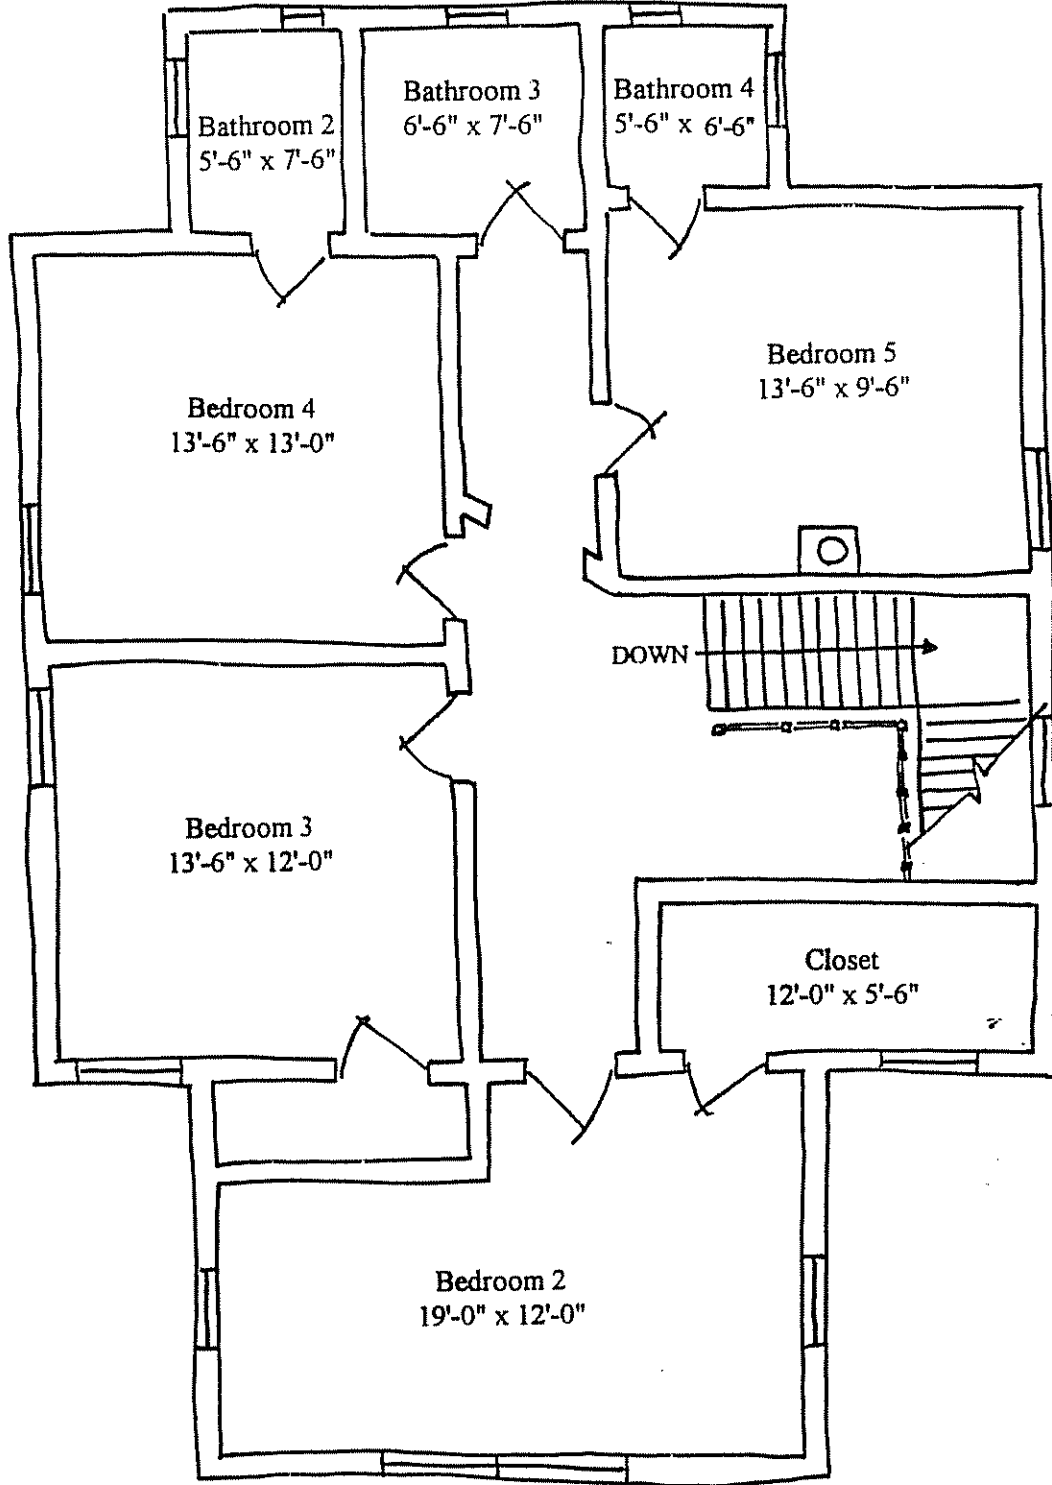 Bathroom 2
5'-6" x 7'-6"
Bathroom 3
6'-6" x 7'-6"
Bathroom 4
5'-6" x 6'-6"
Bedroom 5
13'-6" x 9'-6"
Bedroom 4
13'-6" x 13'-0"
DOWN
Bedroom 3
13'-6" x 12'-0"
Closet
12'-0" x 5'-6"
Bedroom 2
19'-0" x 12'-0"